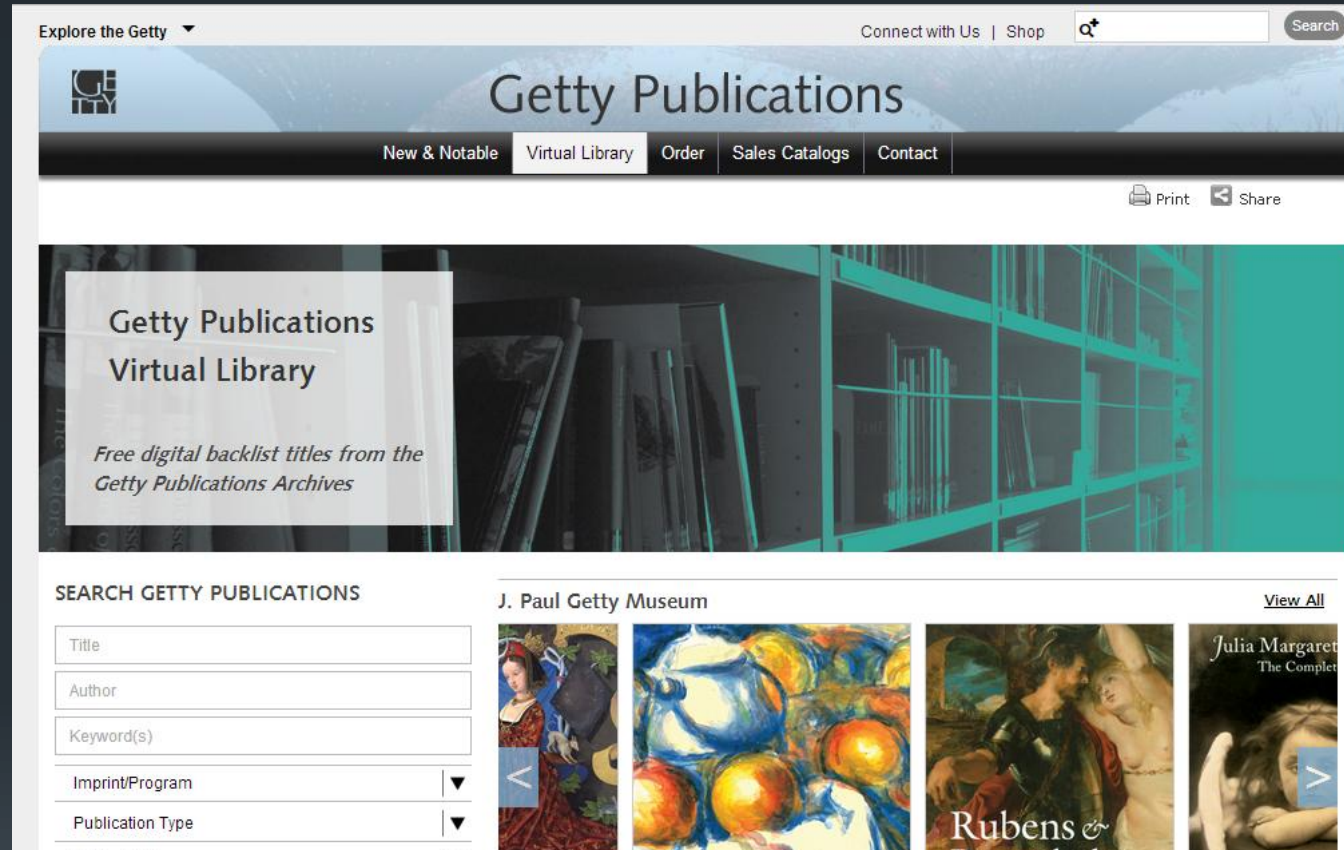 Explore the Getty
Connect with Us | Shop
Search
GETTY
Getty Publications
New & Notable
Virtual Library
Order
Sales Catalogs
Contact
Print
Share
Getty Publications
Virtual Library
Free digital backlist titles from the
Getty Publications Archives
SEARCH GETTY PUBLICATIONS
Title
Author
Keyword(s)
Imprint/Program
Publication Type
J. Paul Getty Museum
View All
<
Rubens &
Julia Margaret
The Complet
>